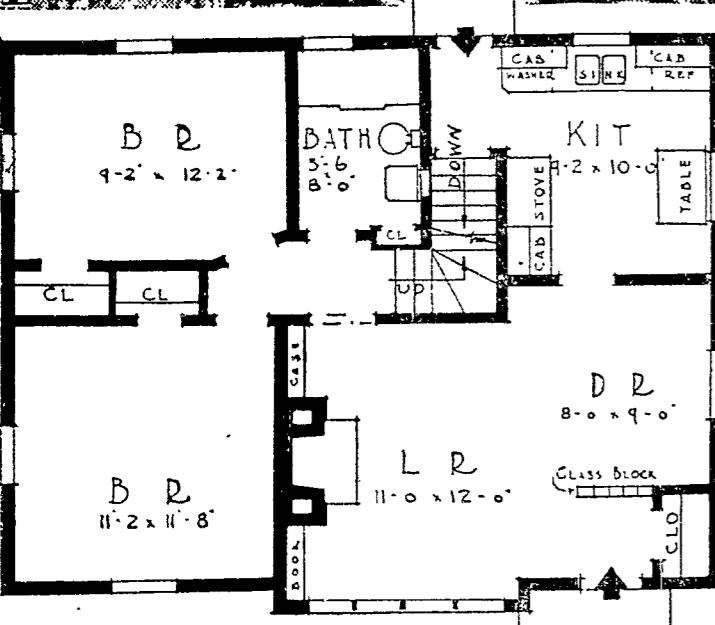 CAB
CAB
WASHER
SINK
REF
B R
9'-2" x 12'-2"
BATH
5'-6
8'-0"
DOWN
KIT
9-2 x 10-0"
STOVE
CAB
TABLE
CL
CL
CL
UP
CASE
BOOK
D R
8-0 x 9-0"
L R
11-0 x 12-0"
GLASS BLOCK
B R
11'-2 x 11'-8"
CLO